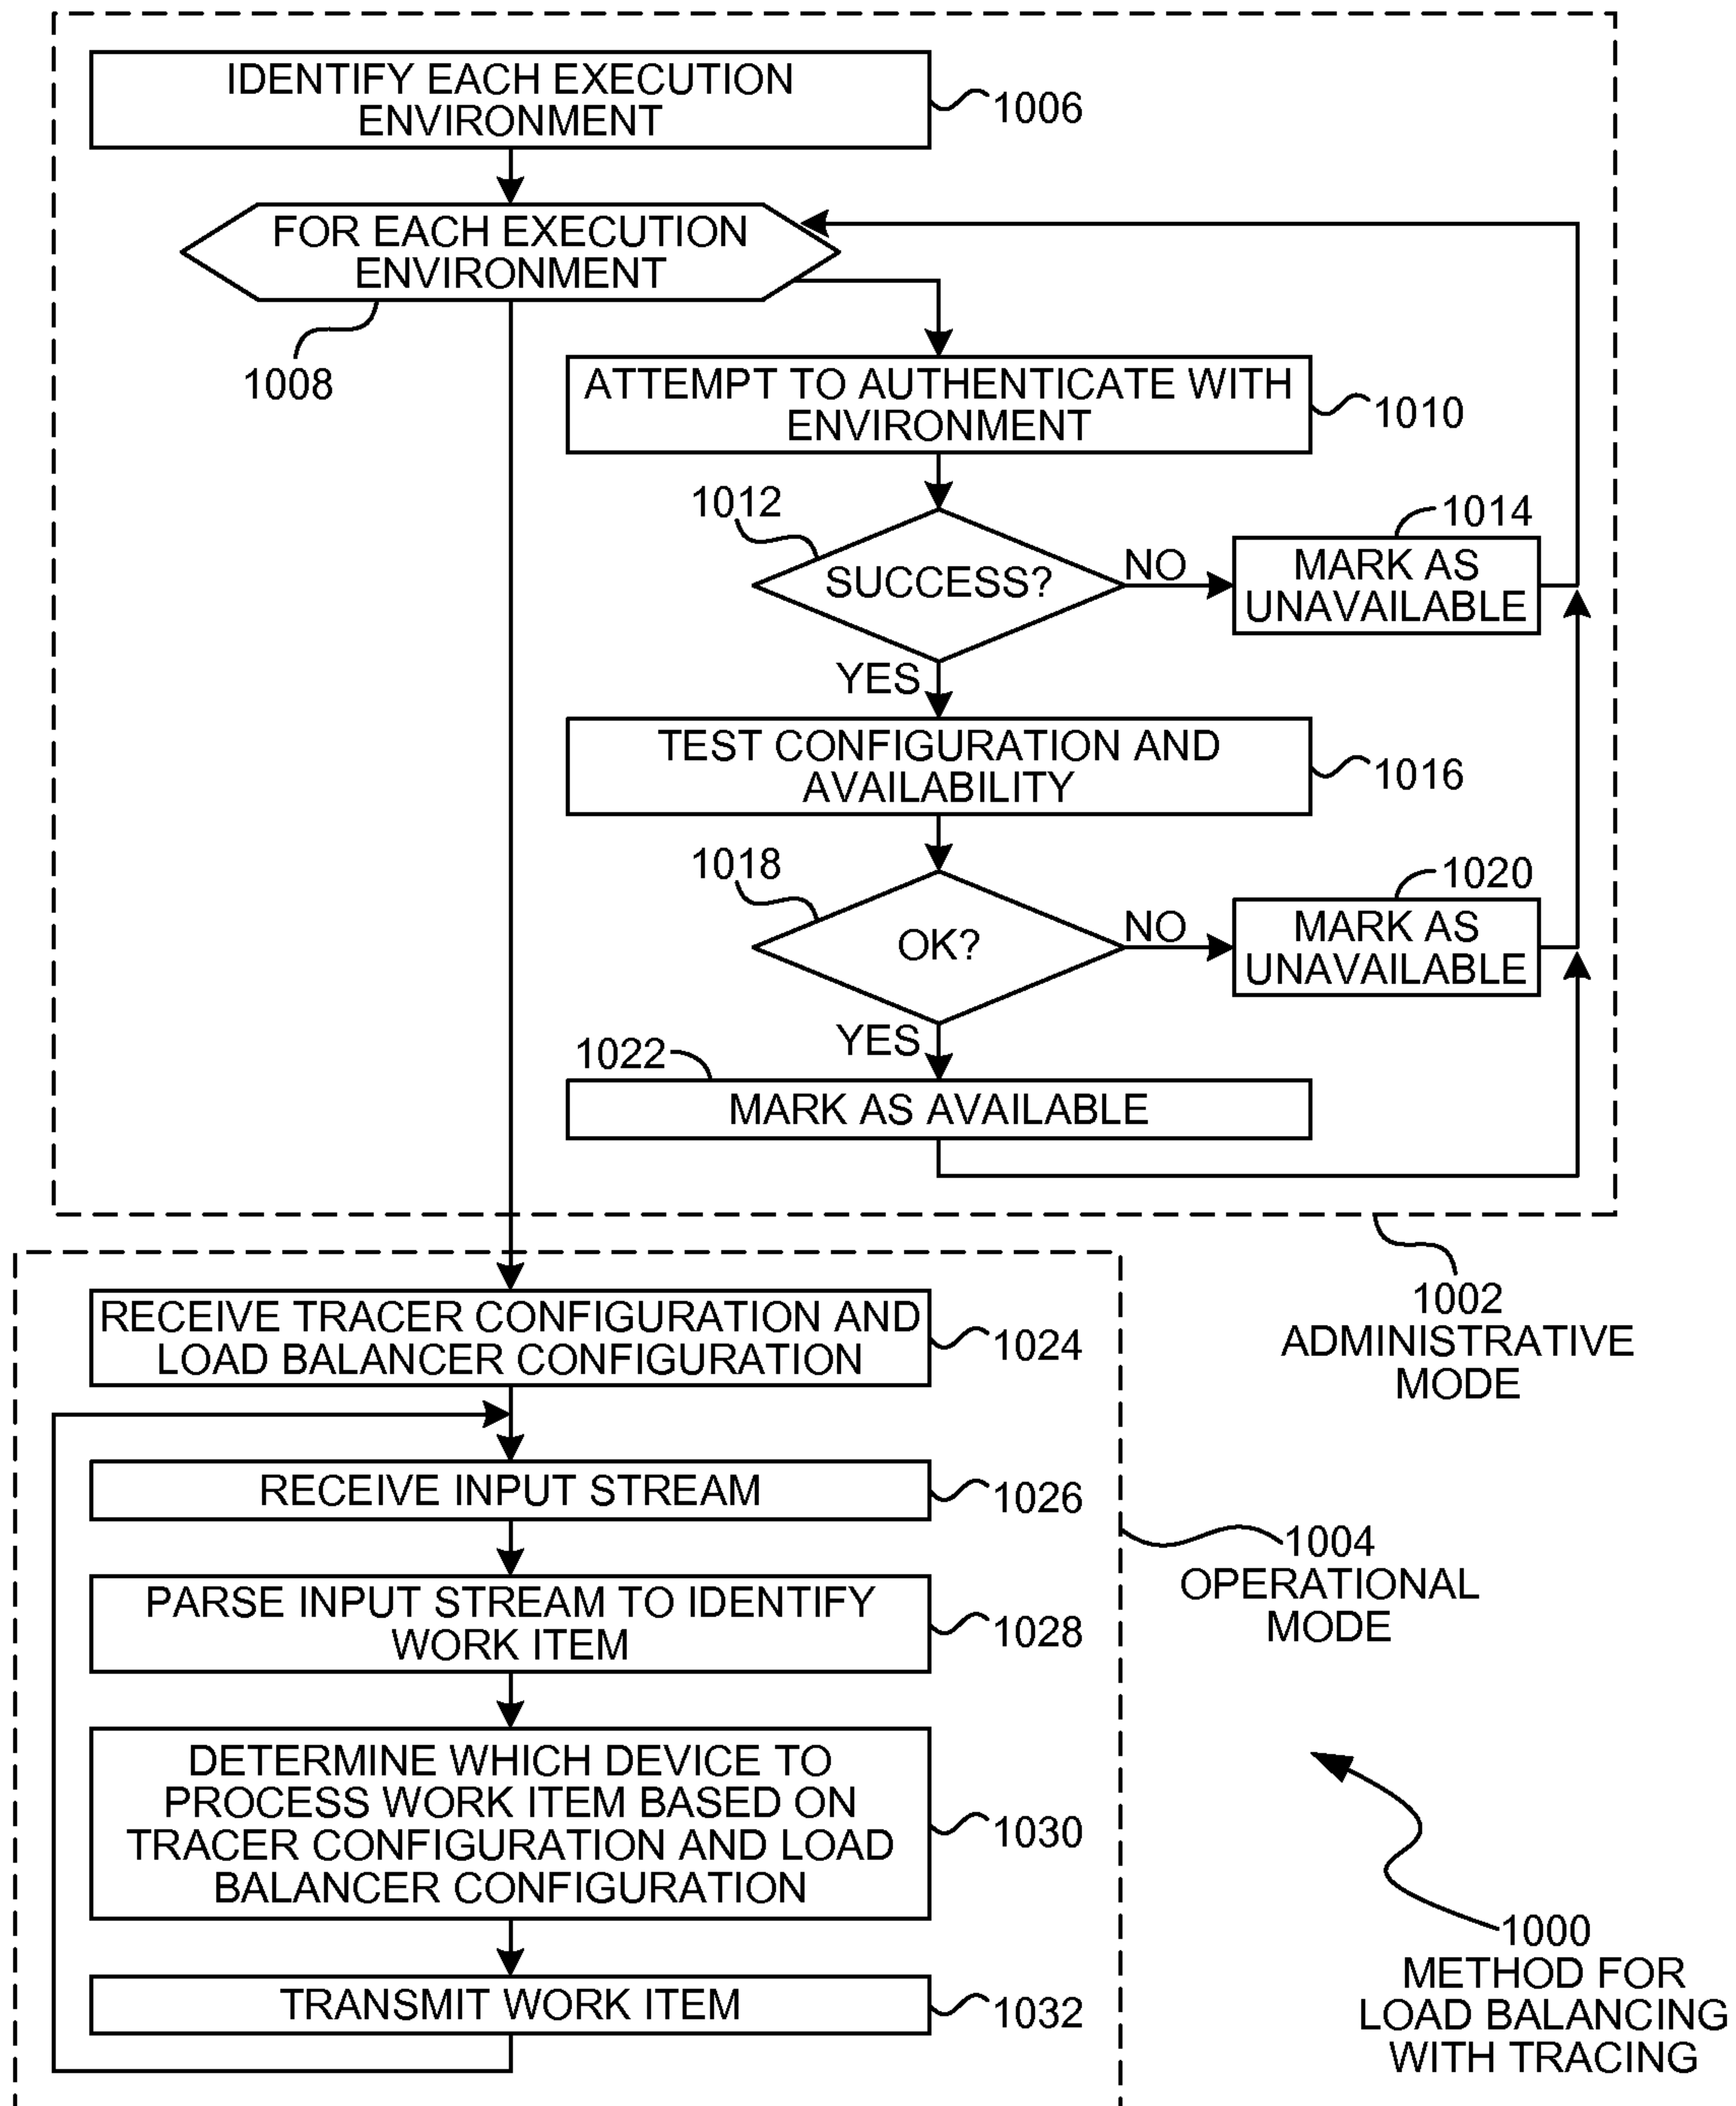 IDENTIFY EACH EXECUTION
ENVIRONMENT
1006
FOR EACH EXECUTION
ENVIRONMENT
1008
ATTEMPT TO AUTHENTICATE WITH
ENVIRONMENT
1010
1012
SUCCESS?
NO
1014
MARK AS
UNAVAILABLE
YES
TEST CONFIGURATION AND
AVAILABILITY
1016
1018
OK?
NO
1020
MARK AS
UNAVAILABLE
YES
1022
MARK AS AVAILABLE
1002
ADMINISTRATIVE
MODE
RECEIVE TRACER CONFIGURATION AND
LOAD BALANCER CONFIGURATION
1024
RECEIVE INPUT STREAM
1026
1004
OPERATIONAL
MODE
PARSE INPUT STREAM TO IDENTIFY
WORK ITEM
1028
DETERMINE WHICH DEVICE TO
PROCESS WORK ITEM BASED ON
TRACER CONFIGURATION AND LOAD
BALANCER CONFIGURATION
1030
TRANSMIT WORK ITEM
1032
1000
METHOD FOR
LOAD BALANCING
WITH TRACING